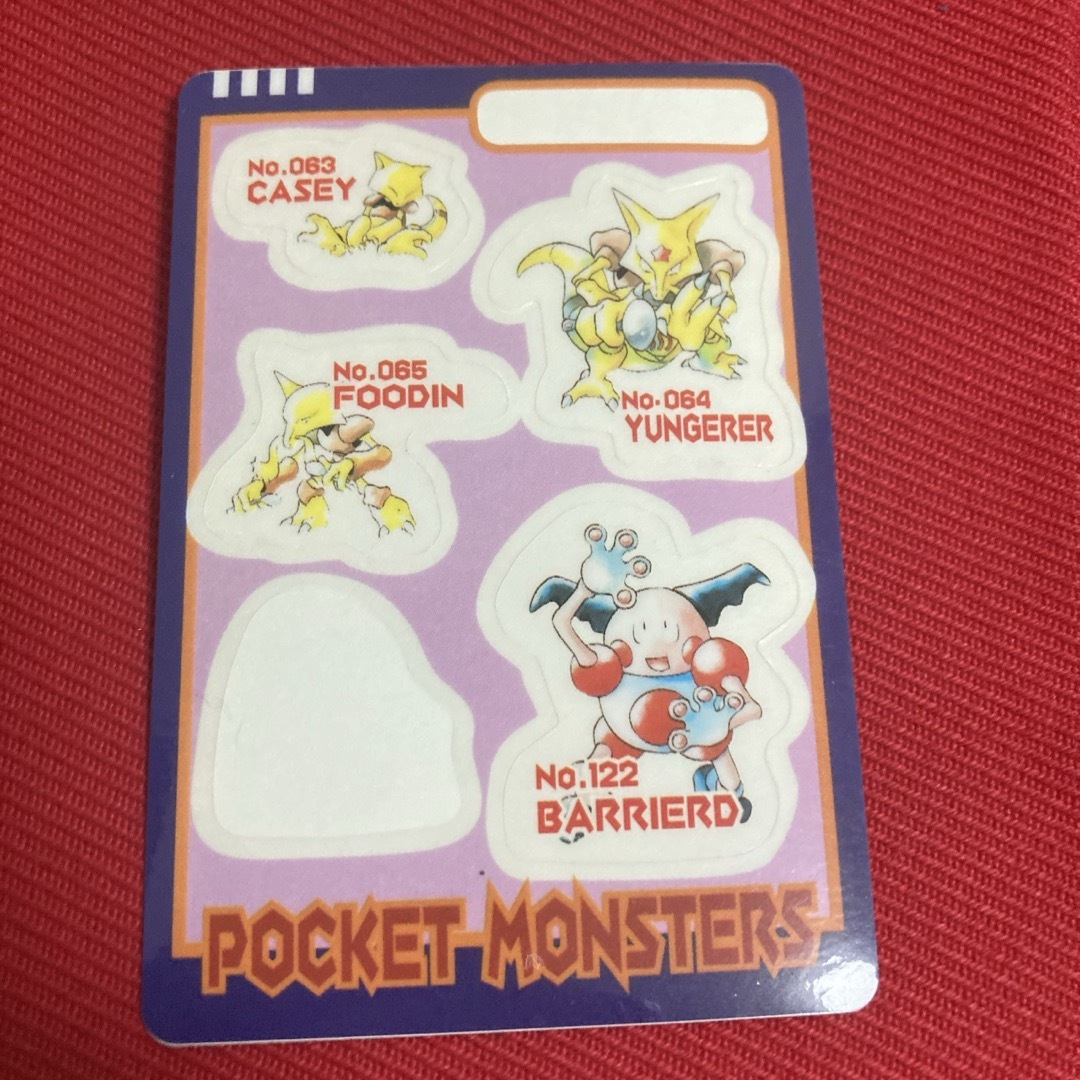 No.063
CASEY
No.064
YUNGERER
No.065
FOODIN
No.122
BARRIERD
POCKET MONSTERS